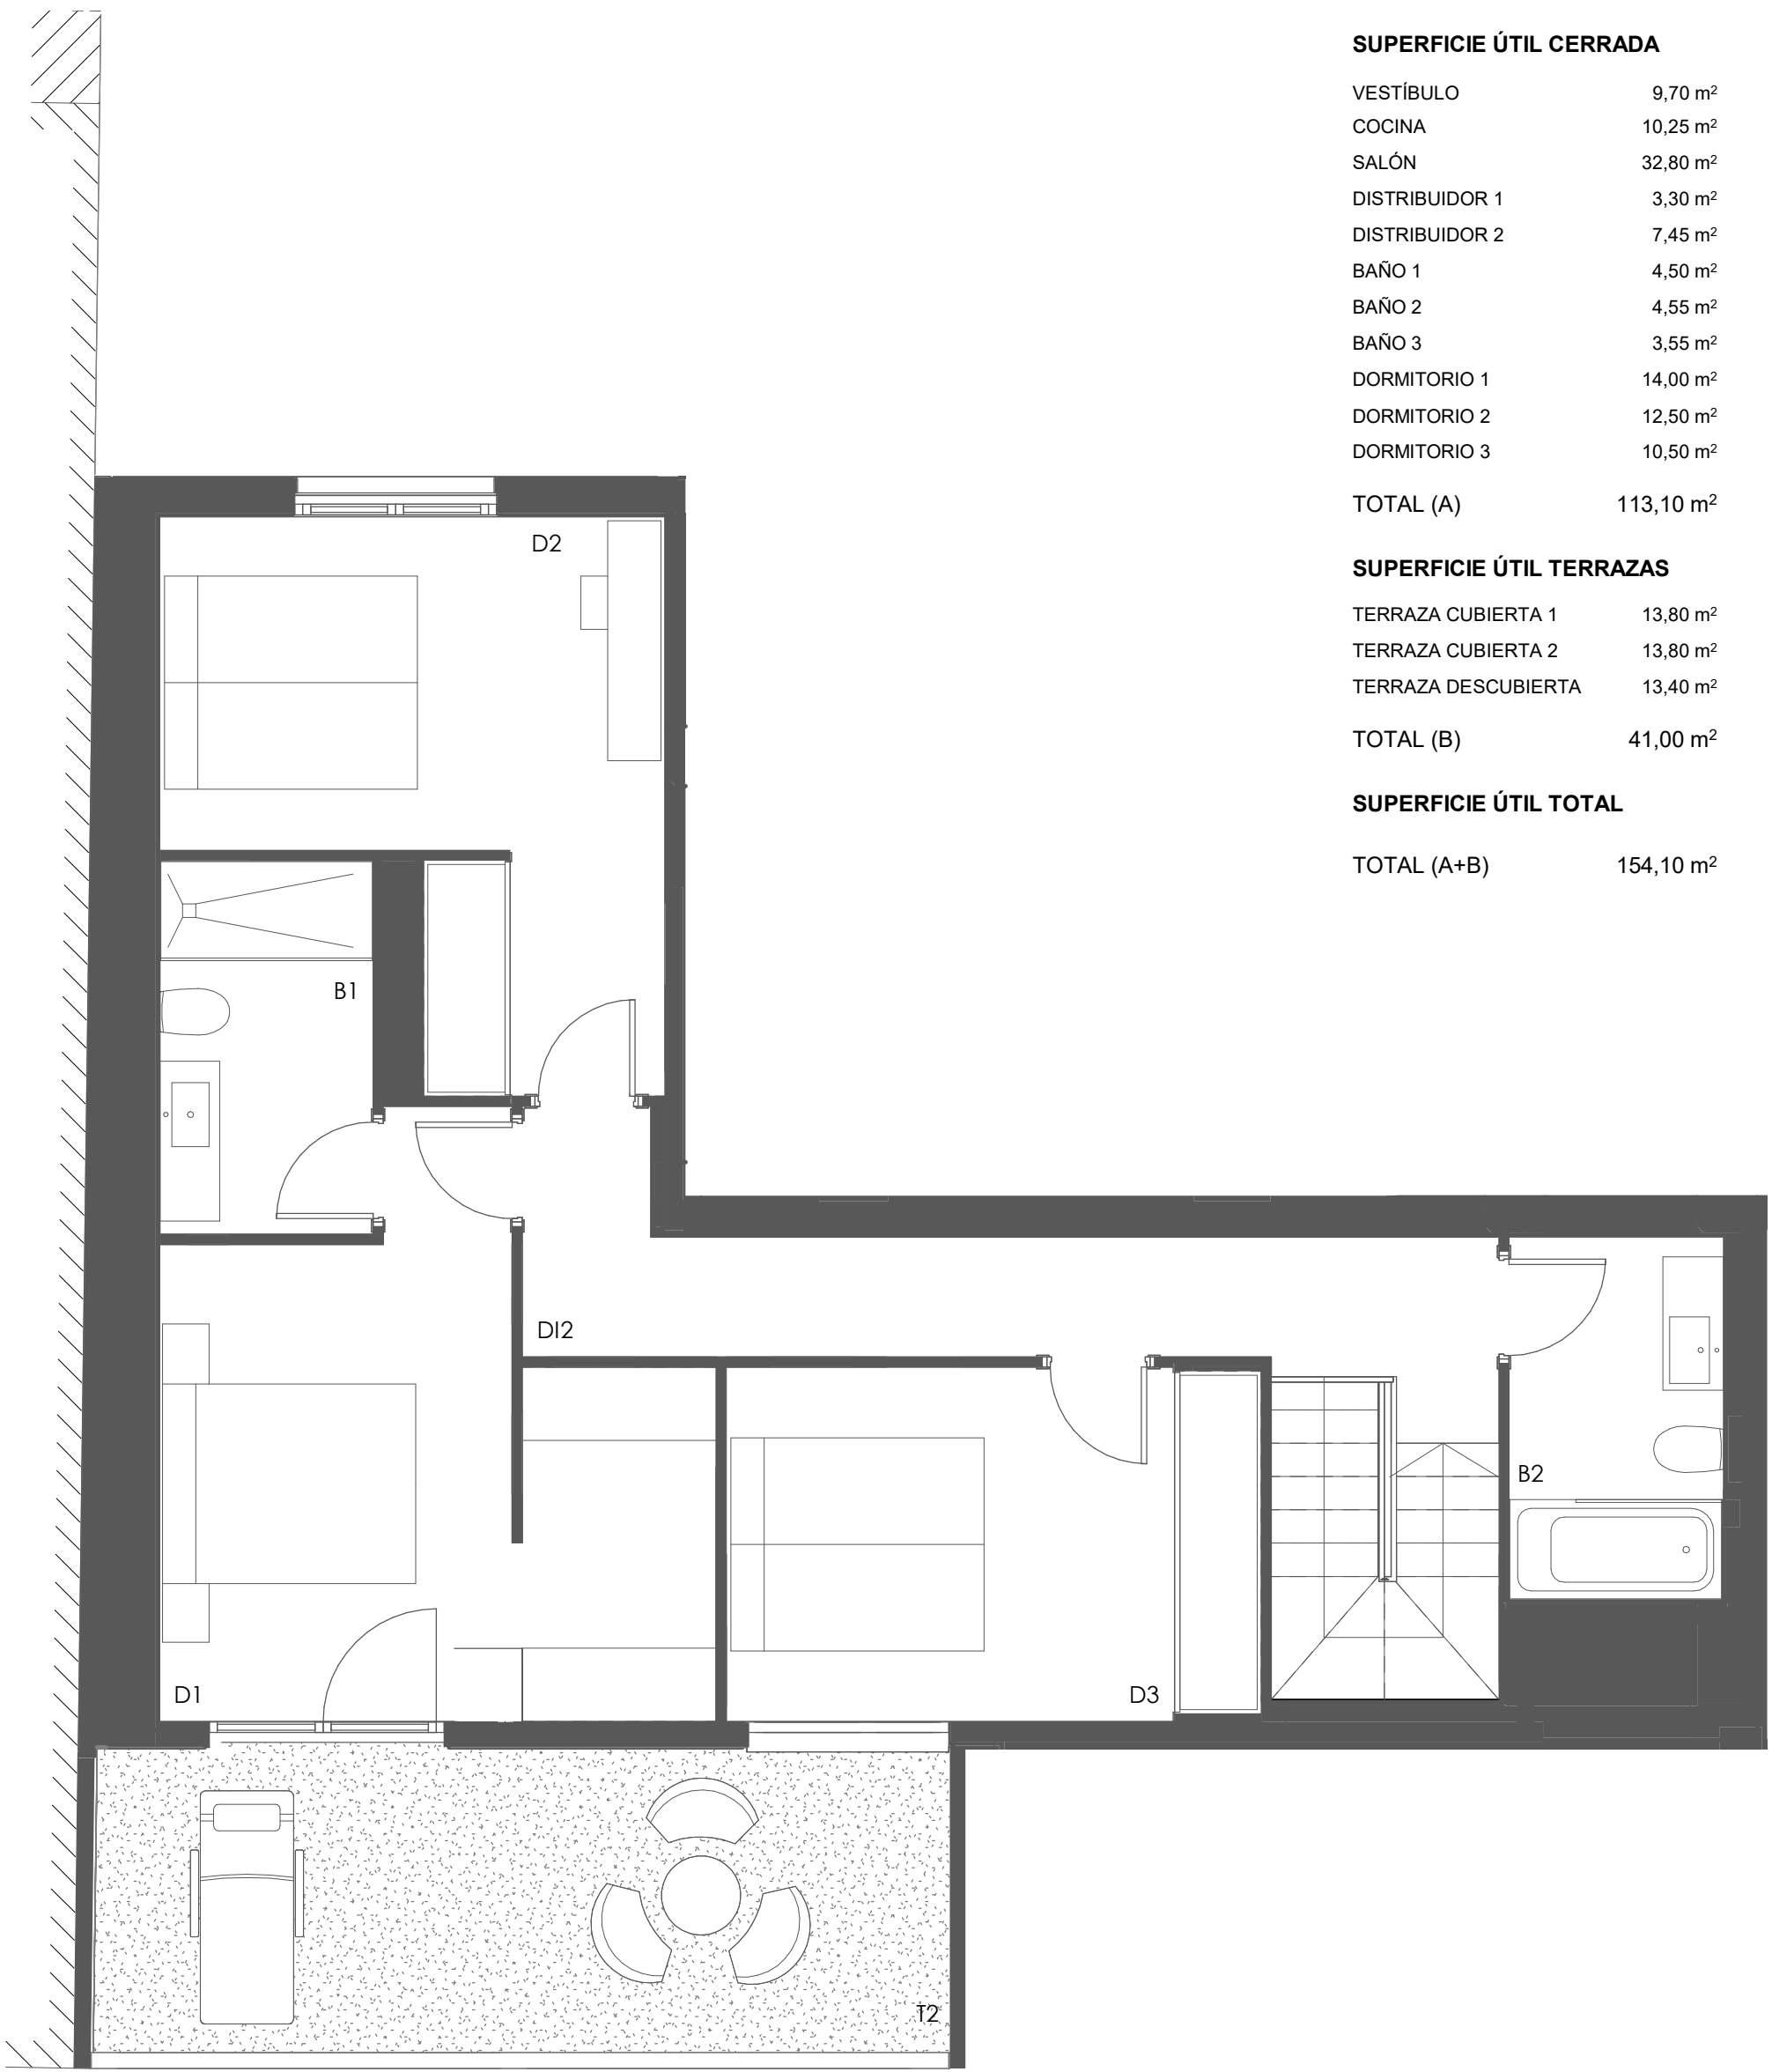 SUPERFICIE ÚTIL CERRADA
VESTÍBULO 9,70 m²
COCINA 10,25 m²
SALÓN 32,80 m²
DISTRIBUIDOR 1 3,30 m²
DISTRIBUIDOR 2 7,45 m²
BAÑO 1 4,50 m²
BAÑO 2 4,55 m²
BAÑO 3 3,55 m²
DORMITORIO 1 14,00 m²
DORMITORIO 2 12,50 m²
DORMITORIO 3 10,50 m²
TOTAL (A) 113,10 m²
SUPERFICIE ÚTIL TERRAZAS
TERRAZA CUBIERTA 1 13,80 m²
TERRAZA CUBIERTA 2 13,80 m²
TERRAZA DESCUBIERTA 13,40 m²
TOTAL (B) 41,00 m²
SUPERFICIE ÚTIL TOTAL
TOTAL (A+B) 154,10 m²
D2
B1
DI2
B2
D1
D3
T2